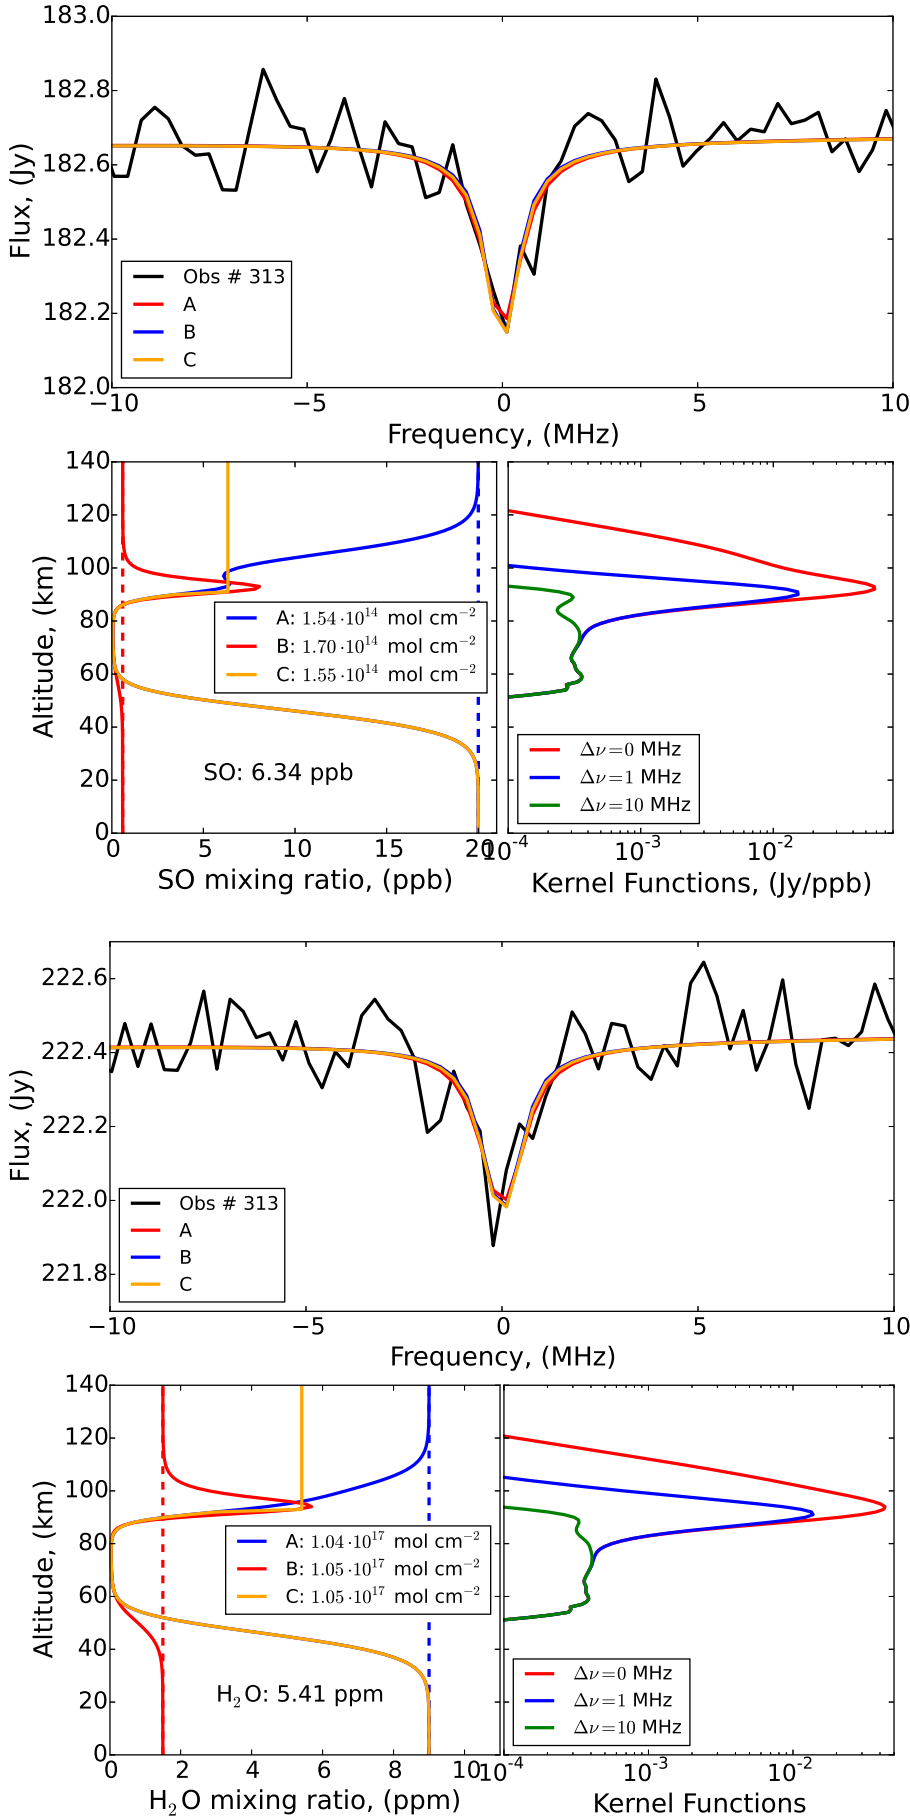 183.0
182.8
182.6
182.4
182.2
182.0
Flux, (Jy)
Obs # 313
A
B
C
−10 −5 0 5 10
Frequency, (MHz)
140
120
100
80
60
40
20
0
Altitude, (km)
A: 1.54·10^14 mol cm^−2
B: 1.70·10^14 mol cm^−2
C: 1.55·10^14 mol cm^−2
SO: 6.34 ppb
0 5 10 15 20
SO mixing ratio, (ppb)
Δν=0 MHz
Δν=1 MHz
Δν=10 MHz
10^-4 10^-3 10^-2
Kernel Functions, (Jy/ppb)
222.6
222.4
222.2
222.0
221.8
Flux, (Jy)
Obs # 313
A
B
C
−10 −5 0 5 10
Frequency, (MHz)
140
120
100
80
60
40
20
0
Altitude, (km)
A: 1.04·10^17 mol cm^−2
B: 1.05·10^17 mol cm^−2
C: 1.05·10^17 mol cm^−2
H₂O: 5.41 ppm
0 2 4 6 8 10
H₂O mixing ratio, (ppm)
Δν=0 MHz
Δν=1 MHz
Δν=10 MHz
10^-4 10^-3 10^-2
Kernel Functions